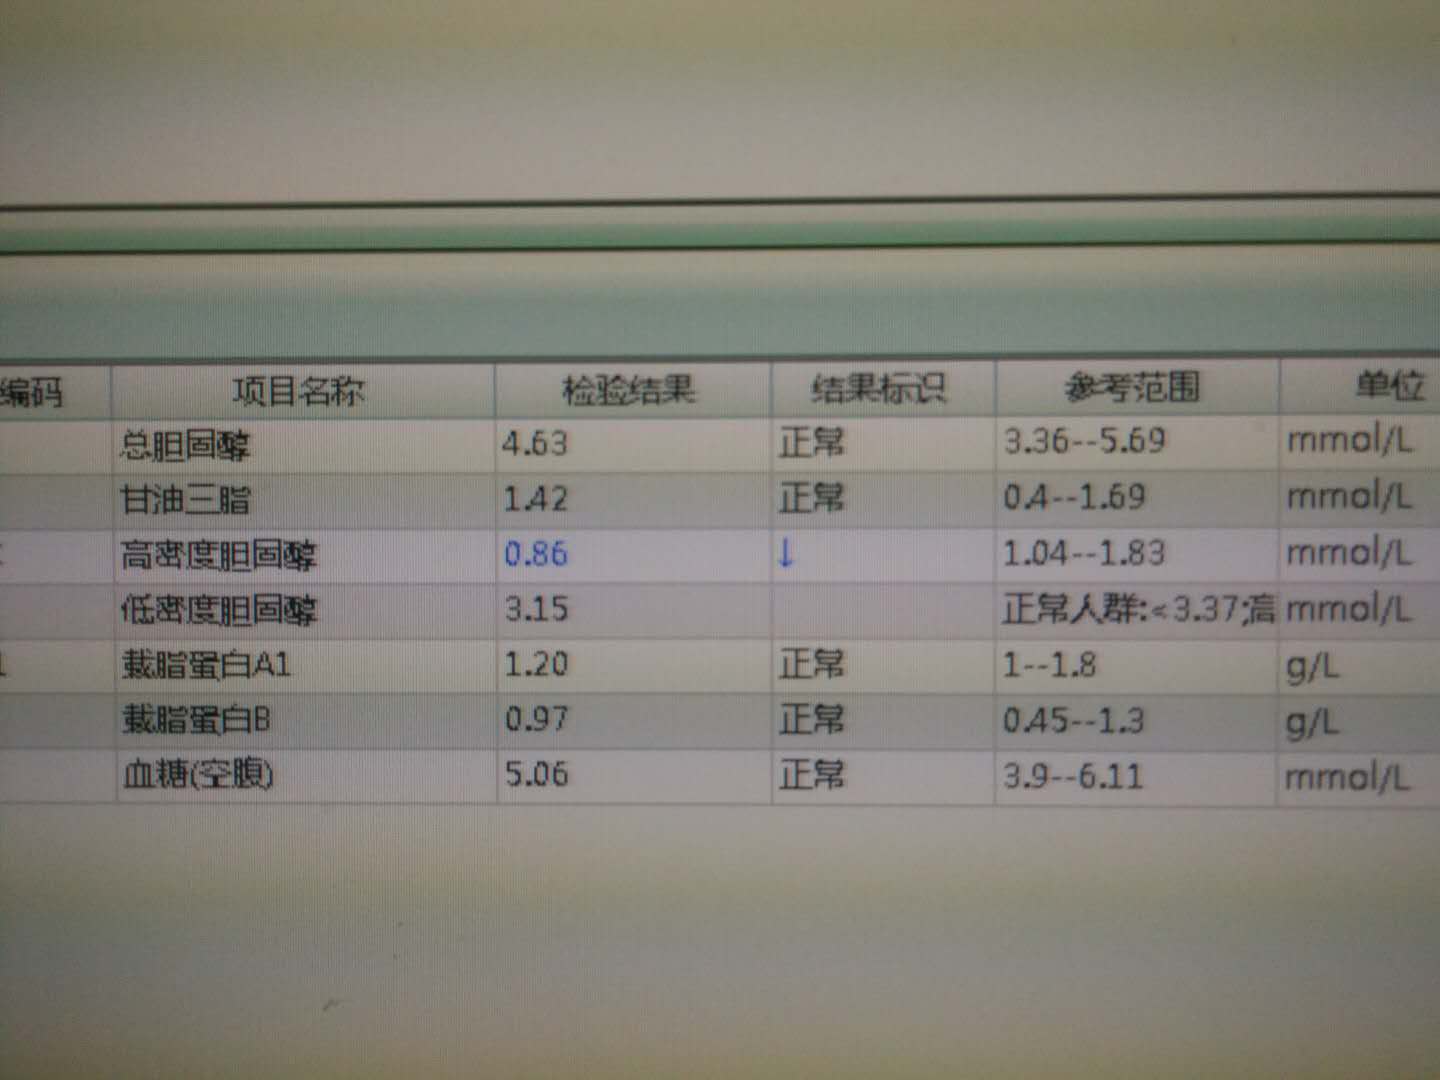 编码 项目名称 检验结果 结果标识 参考范围 单位
总胆固醇 4.63 正常 3.36--5.69 mmol/L
甘油三脂 1.42 正常 0.4--1.69 mmol/L
高密度胆固醇 0.86 ↓ 1.04--1.83 mmol/L
低密度胆固醇 3.15 正常人群:<3.37;高 mmol/L
载脂蛋白A1 1.20 正常 1--1.8 g/L
载脂蛋白B 0.97 正常 0.45--1.3 g/L
血糖(空腹) 5.06 正常 3.9--6.11 mmol/L